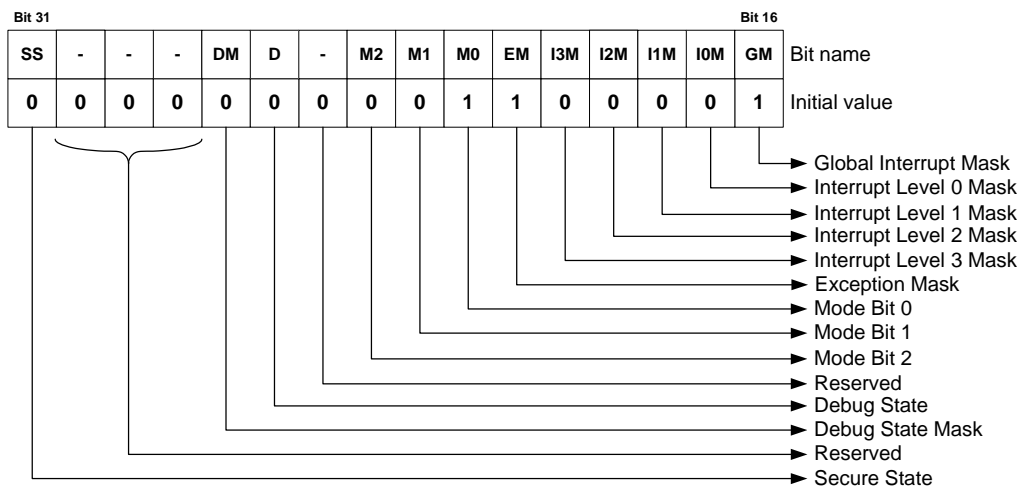 Bit 31 Bit 16
SS - - - DM D - M2 M1 M0 EM I3M I2M I1M I0M GM Bit name
0 0 0 0 0 0 0 0 0 1 1 0 0 0 0 1 Initial value
Global Interrupt Mask
Interrupt Level 0 Mask
Interrupt Level 1 Mask
Interrupt Level 2 Mask
Interrupt Level 3 Mask
Exception Mask
Mode Bit 0
Mode Bit 1
Mode Bit 2
Reserved
Debug State
Debug State Mask
Reserved
Secure State